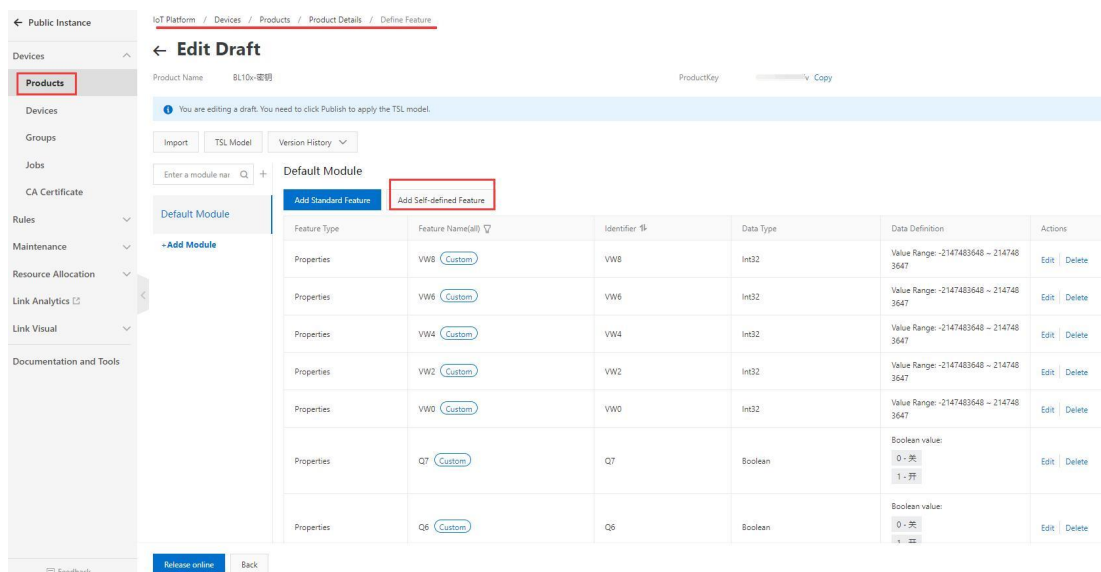 ← Public Instance
IoT Platform / Devices / Products / Product Details / Define Feature
← Edit Draft
Devices
Products
Devices
Groups
Jobs
CA Certificate
Rules
Maintenance
Resource Allocation
Link Analytics
Link Visual
Documentation and Tools
Feedback
Product Name BL10x-密钥
ProductKey v Copy
You are editing a draft. You need to click Publish to apply the TSL model.
Import TSL Model Version History
Enter a module nar +
Default Module
+Add Module
Default Module
Add Standard Feature Add Self-defined Feature
Feature Type Feature Name(all) Identifier Data Type Data Definition Actions
Properties VW8 Custom VW8 Int32 Value Range: -2147483648 ~ 214748
3647 Edit Delete
Properties VW6 Custom VW6 Int32 Value Range: -2147483648 ~ 214748
3647 Edit Delete
Properties VW4 Custom VW4 Int32 Value Range: -2147483648 ~ 214748
3647 Edit Delete
Properties VW2 Custom VW2 Int32 Value Range: -2147483648 ~ 214748
3647 Edit Delete
Properties VW0 Custom VW0 Int32 Value Range: -2147483648 ~ 214748
3647 Edit Delete
Boolean value:
Properties Q7 Custom Q7 Boolean 0 - 关 Edit Delete
1 - 开
Boolean value:
Properties Q6 Custom Q6 Boolean 0 - 关 Edit Delete
1 - 开
Release online Back